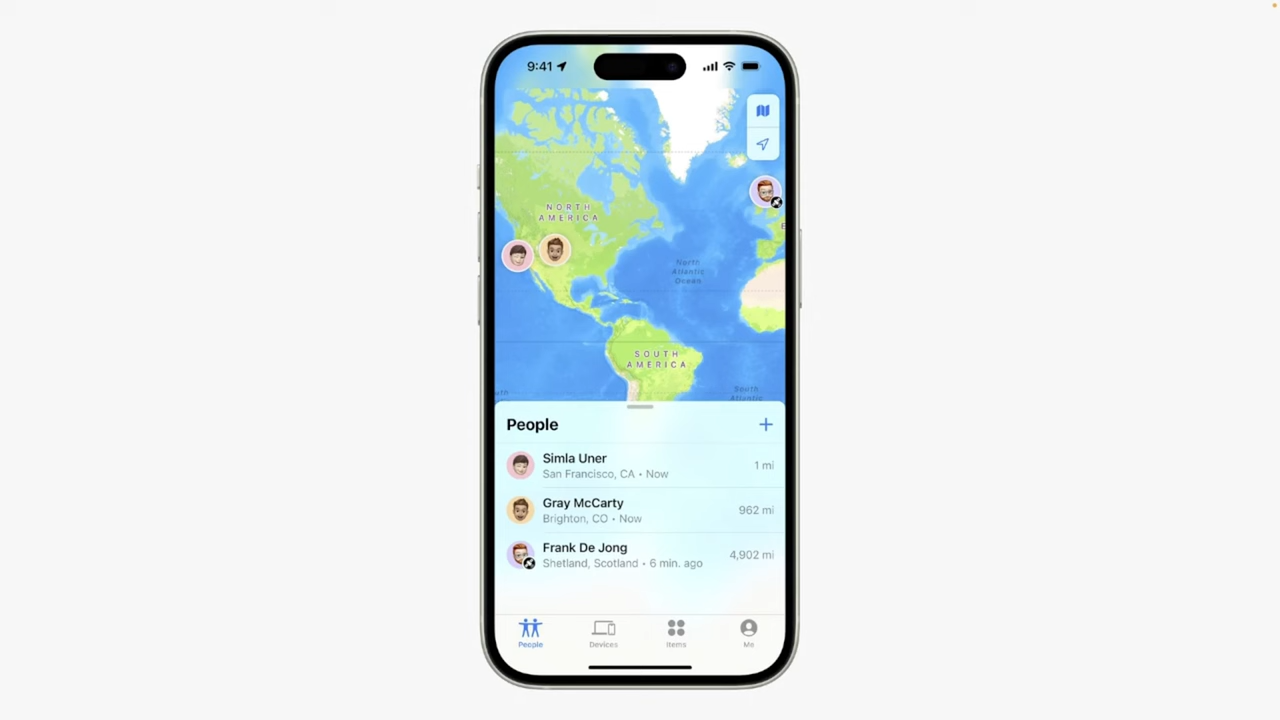 9:41
NORTH
AMERICA
E
North
Atlantic
Ocean
SOUTH
AMERICA
South
Atlantic
People
Simla Uner
San Francisco, CA • Now
1 mi
Gray McCarty
Brighton, CO • Now
962 mi
Frank De Jong
Shetland, Scotland • 6 min. ago
4,902 mi
People
Devices
Items
Me